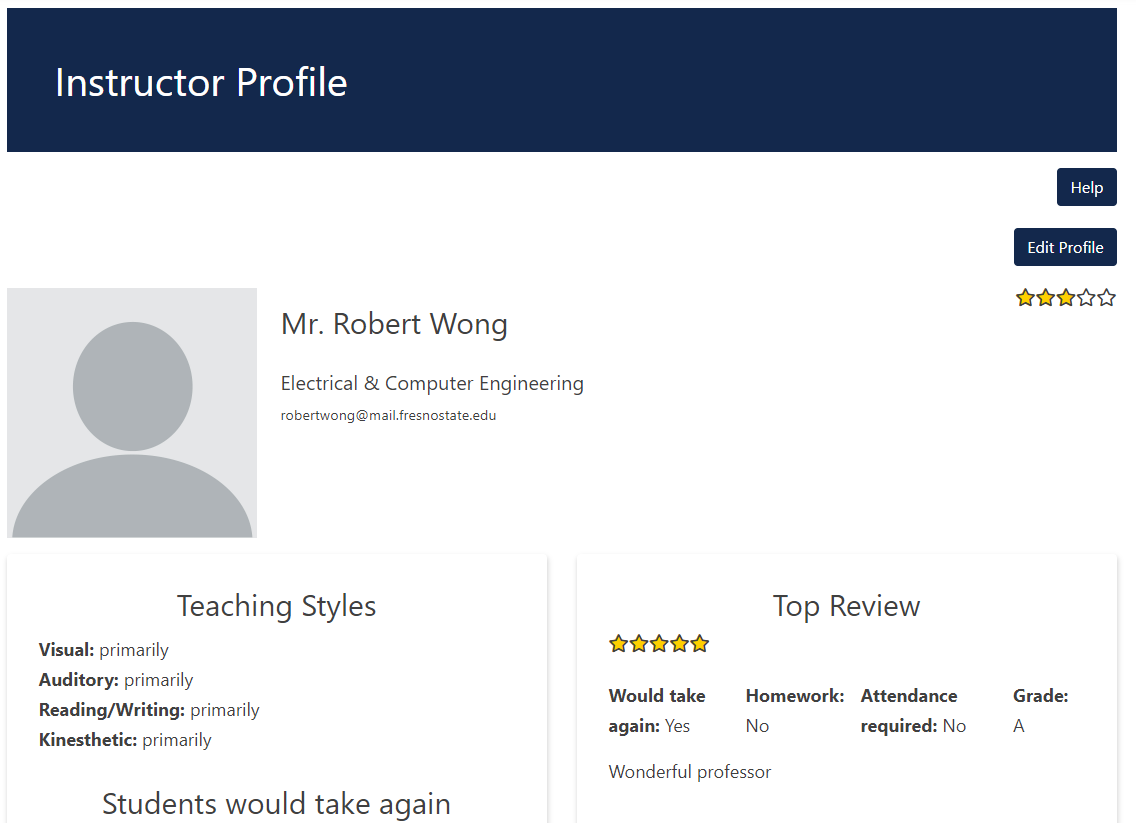 Instructor Profile
Help
Edit Profile
Mr. Robert Wong
Electrical & Computer Engineering
robertwong@mail.fresnostate.edu
Teaching Styles
Visual: primarily
Auditory: primarily
Reading/Writing: primarily
Kinesthetic: primarily
Students would take again
Top Review
Would take again: Yes
Homework: No
Attendance required: No
Grade: A
Wonderful professor